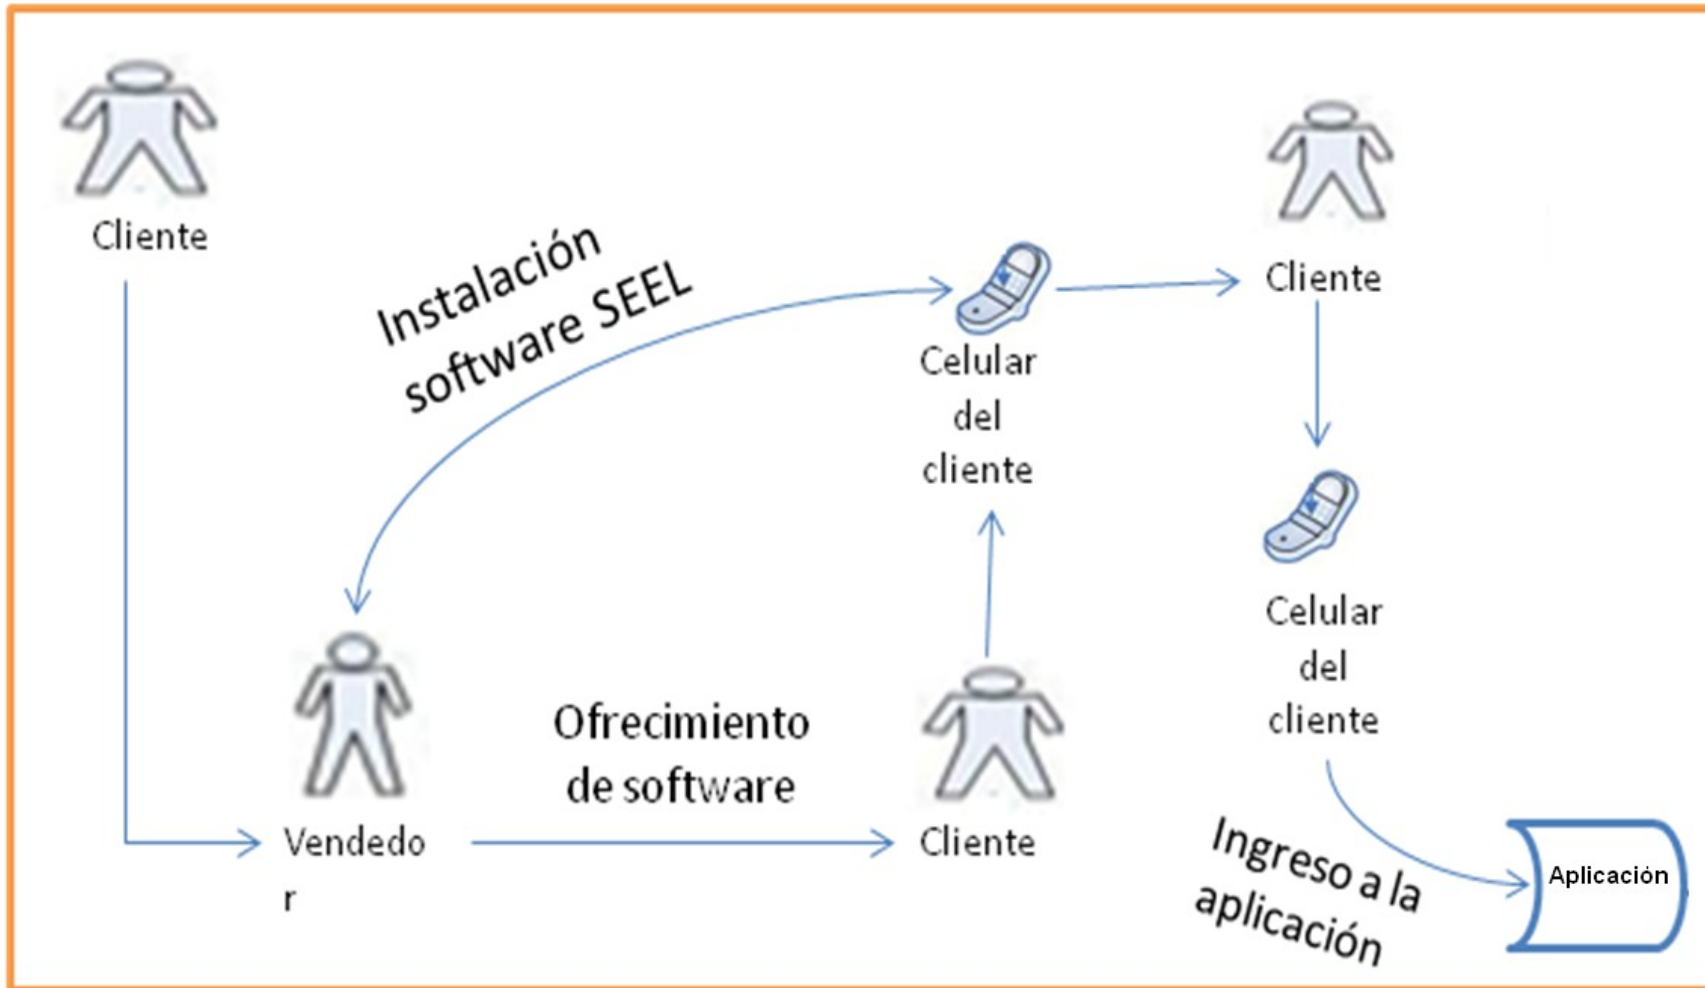 Cliente
Instalación
software SEEL
Celular
del
cliente
Cliente
Celular
del
cliente
Vendedo
r
Ofrecimiento
de software
Cliente
Ingreso a la
aplicación
Aplicación